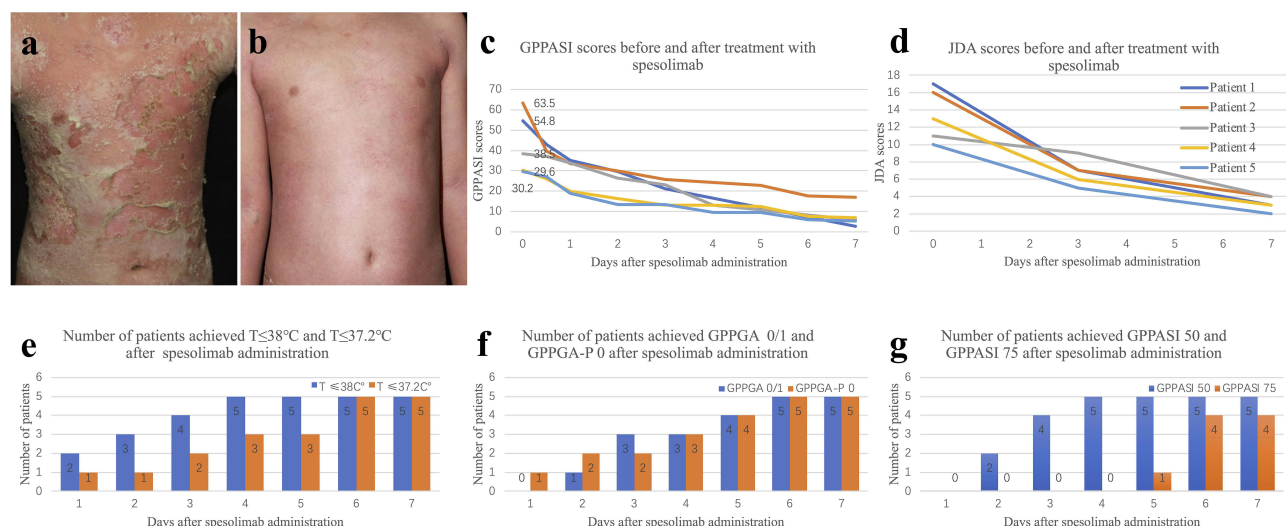 a
b
c
GPPASI scores before and after treatment with
spesolimab
GPPASI scores
70
60
50
40
30
20
10
0
63.5
54.8
38.5
29.6
30.2
0 1 2 3 4 5 6 7
Days after spesolimab administration
d
JDA scores before and after treatment with
spesolimab
JDA scores
18
16
14
12
10
8
6
4
2
0
Patient 1
Patient 2
Patient 3
Patient 4
Patient 5
0 1 2 3 4 5 6 7
Days after spesolimab administration
e
Number of patients achieved T≤38℃ and T≤37.2℃
after spesolimab administration
T ≤38C° T ≤37.2C°
Number of patients
6
5
4
3
2
1
0
2 1 3 1 4 2 5 3 5 3 5 5 5 5
1 2 3 4 5 6 7
Days after spesolimab administration
f
Number of patients achieved GPPGA 0/1 and
GPPGA-P 0 after spesolimab administration
GPPGA 0/1 GPPGA-P 0
Number of patients
6
5
4
3
2
1
0
0 1 1 2 3 2 3 3 4 4 5 5 5 5
1 2 3 4 5 6 7
Days after spesolimab administration
g
Number of patients achieved GPPASI 50 and
GPPASI 75 after spesolimab administration
GPPASI 50 GPPASI 75
Number of patients
6
5
4
3
2
1
0
0 2 0 4 0 5 0 5 1 5 4 5 4
1 2 3 4 5 6 7
Days after spesolimab administration